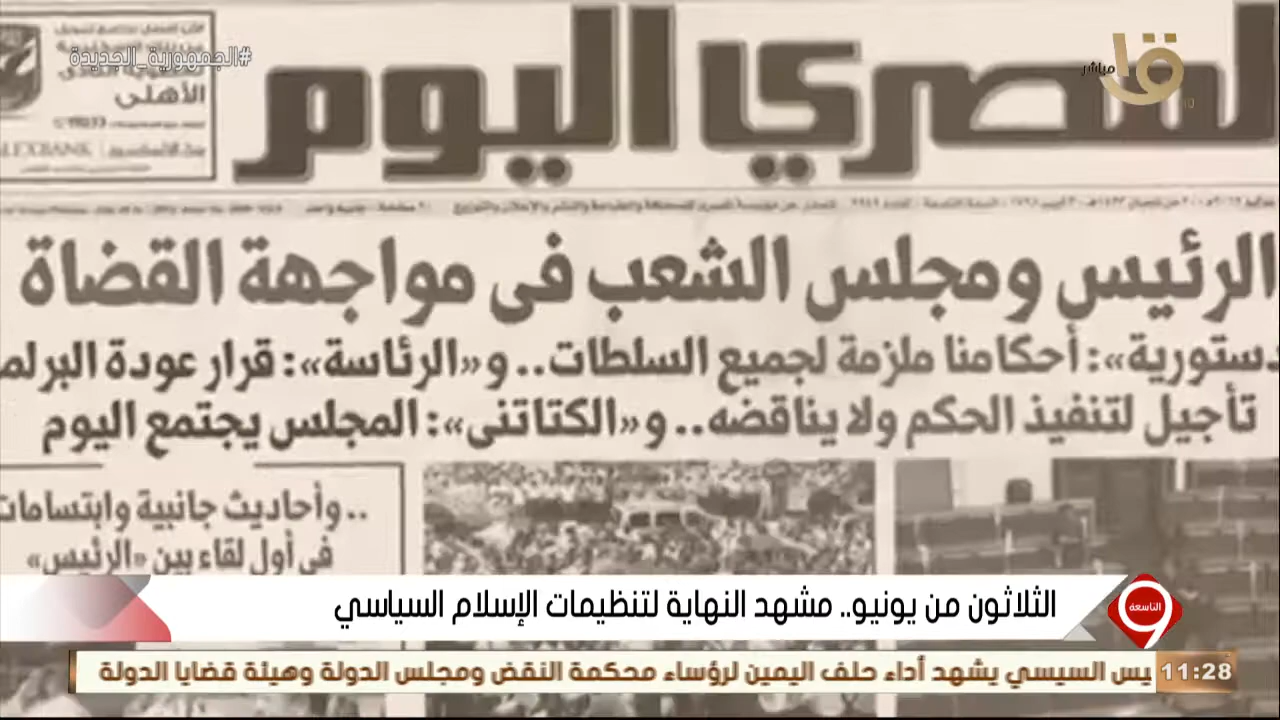 #الجمهورية_الجديدة
مباشر
الأهلي
ALEXBANK
المصري اليوم
الرئيس ومجلس الشعب فى مواجهة القضاة
دستورية»: أحكامنا ملزمة لجميع السلطات.. و«الرئاسة»: قرار عودة البرلم
تأجيل لتنفيذ الحكم ولا يناقضه.. و«الكتاتنى»: المجلس يجتمع اليوم
.. وأحاديث جانبية وابتسامات
فى أول لقاء بين «الرئيس»
الثلاثون من يونيو.. مشهد النهاية لتنظيمات الإسلام السياسي
التاسعة
9
يس السيسي يشهد أداء حلف اليمين لرؤساء محكمة النقض ومجلس الدولة وهيئة قضايا الدولة
11:28